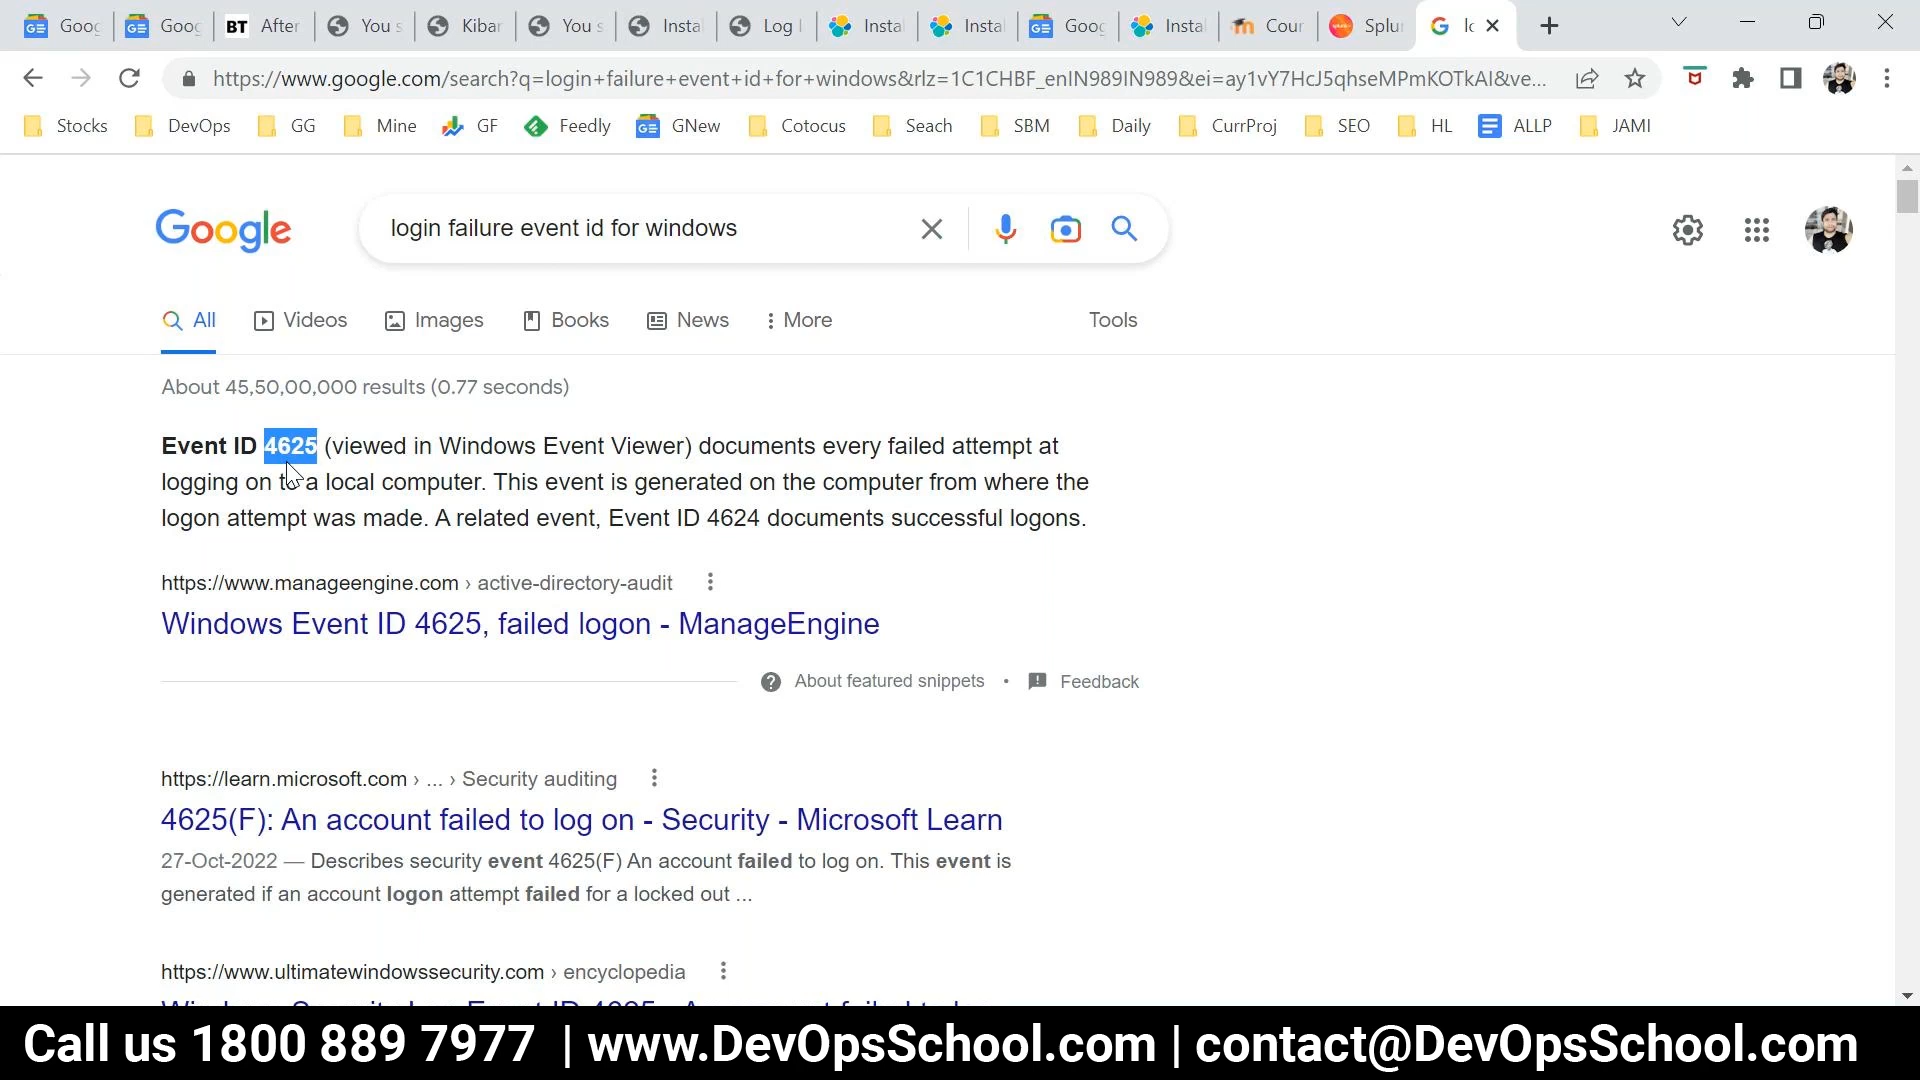 Goog
Goog
BT After
You s
Kibar
You s
Insta
Log I
Insta
Insta
Goog
Insta
Cour
Splur
https://www.google.com/search?q=login+failure+event+id+for+windows&rlz=1C1CHBF_enIN989IN989&ei=ay1vY7HcJ5qhseMPmKOTkAI&ve...
Stocks DevOps GG Mine GF Feedly GNew Cotocus Seach SBM Daily CurrProj SEO HL ALLP JAMI
Google
login failure event id for windows
All Videos Images Books News More Tools
About 45,50,00,000 results (0.77 seconds)
Event ID 4625 (viewed in Windows Event Viewer) documents every failed attempt at
logging on to a local computer. This event is generated on the computer from where the
logon attempt was made. A related event, Event ID 4624 documents successful logons.
https://www.manageengine.com › active-directory-audit
Windows Event ID 4625, failed logon - ManageEngine
About featured snippets • Feedback
https://learn.microsoft.com › ... › Security auditing
4625(F): An account failed to log on - Security - Microsoft Learn
27-Oct-2022 — Describes security event 4625(F) An account failed to log on. This event is
generated if an account logon attempt failed for a locked out ...
https://www.ultimatewindowssecurity.com › encyclopedia
Call us 1800 889 7977 | www.DevOpsSchool.com | contact@DevOpsSchool.com